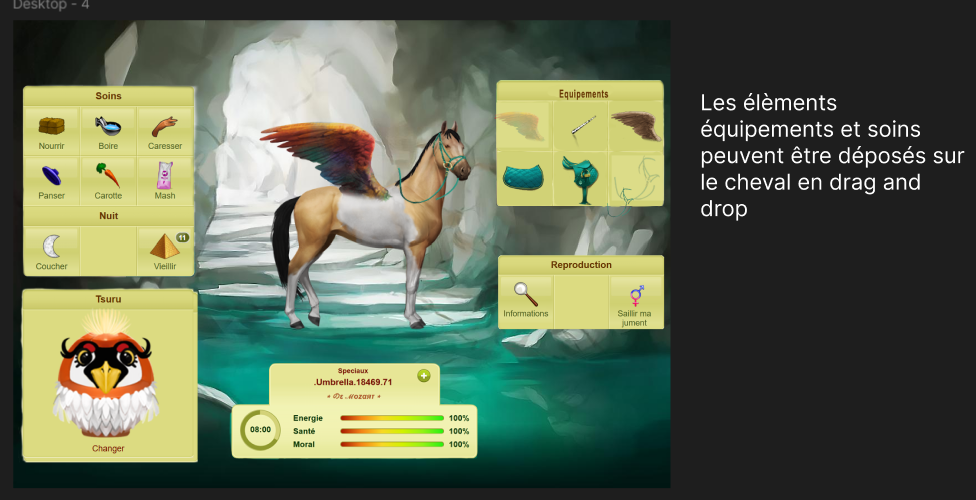 Desktop - 4
Soins
Nourrir
Boire
Caresser
Panser
Carotte
Mash
Nuit
Coucher
11
Vieillir
Tsuru
Changer
Speciaux
.Umbrella.18469.71
+ De Mozart +
08:00
Energie
100%
Santé
100%
Moral
100%
Equipements
Reproduction
Informations
Saillir ma
jument
Les élèments
équipements et soins
peuvent être déposés sur
le cheval en drag and
drop